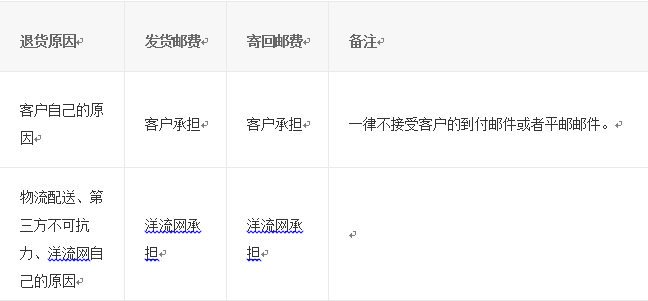 退货原因 发货邮费 寄回邮费 备注
客户自己的原
因
客户承担 客户承担 一律不接受客户的到付邮件或者平邮邮件。
物流配送、第
三方不可抗
力、洋流网自
己的原因
洋流网承
担
洋流网承
担